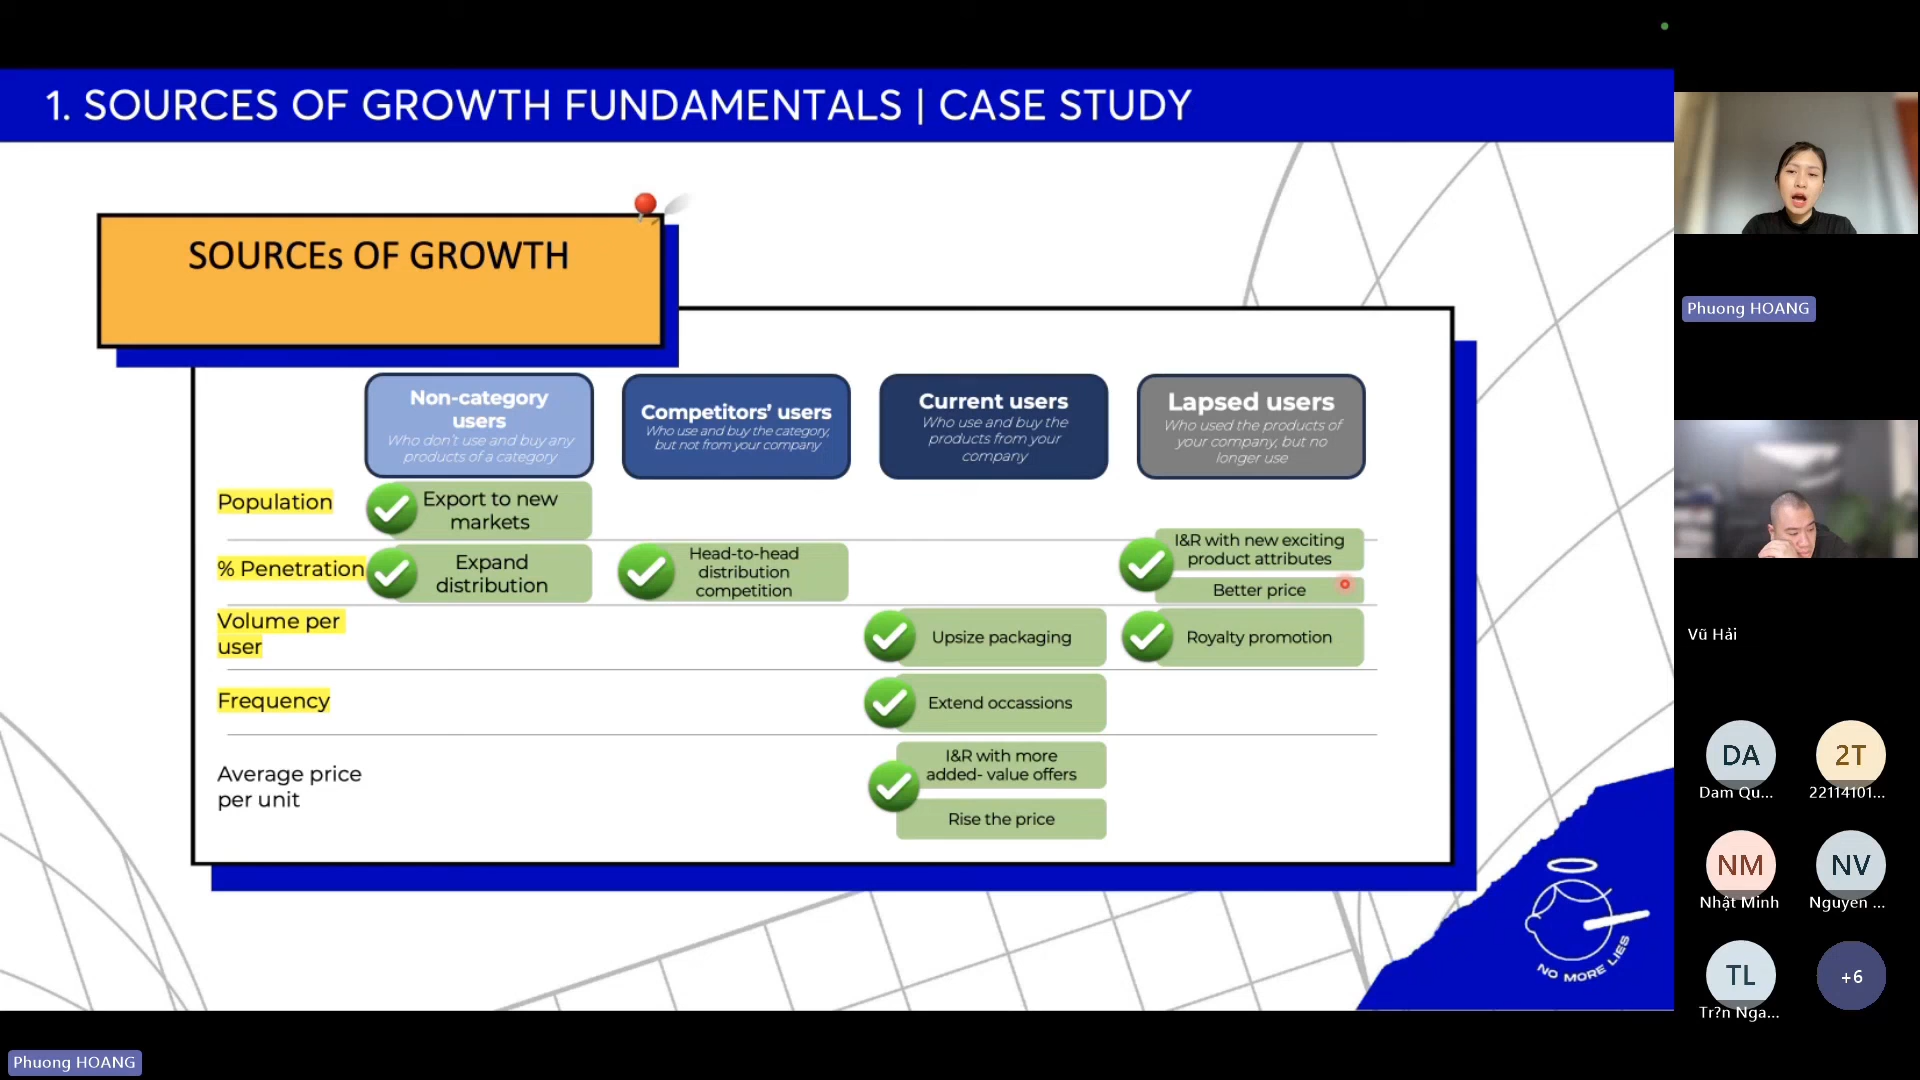 1. SOURCES OF GROWTH FUNDAMENTALS | CASE STUDY
SOURCEs OF GROWTH
Non-category
users
Who don't use and buy any
products of a category
Competitors' users
Who use and buy the category,
but not from your company
Current users
Who use and buy the
products from your
company
Lapsed users
Who used the products of
your company, but no
longer use
Population
Export to new
markets
% Penetration
Expand
distribution
Head-to-head
distribution
competition
I&R with new exciting
product attributes
Better price
Volume per
user
Upsize packaging
Royalty promotion
Frequency
Extend occassions
Average price
per unit
I&R with more
added- value offers
Rise the price
NO MORE LIES
Phuong HOANG
Vũ Hải
DA
Dam Qu...
2T
22114101...
NM
Nhật Minh
NV
Nguyen ...
TL
Tr?n Nga...
+6
Phuong HOANG